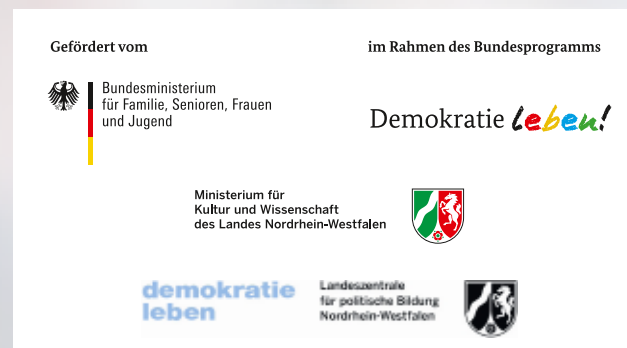 Gefördert vom
im Rahmen des Bundesprogramms
Bundesministerium
für Familie, Senioren, Frauen
und Jugend
Demokratie leben!
Ministerium für
Kultur und Wissenschaft
des Landes Nordrhein-Westfalen
demokratie
leben
Landeszentrale
für politische Bildung
Nordrhein-Westfalen